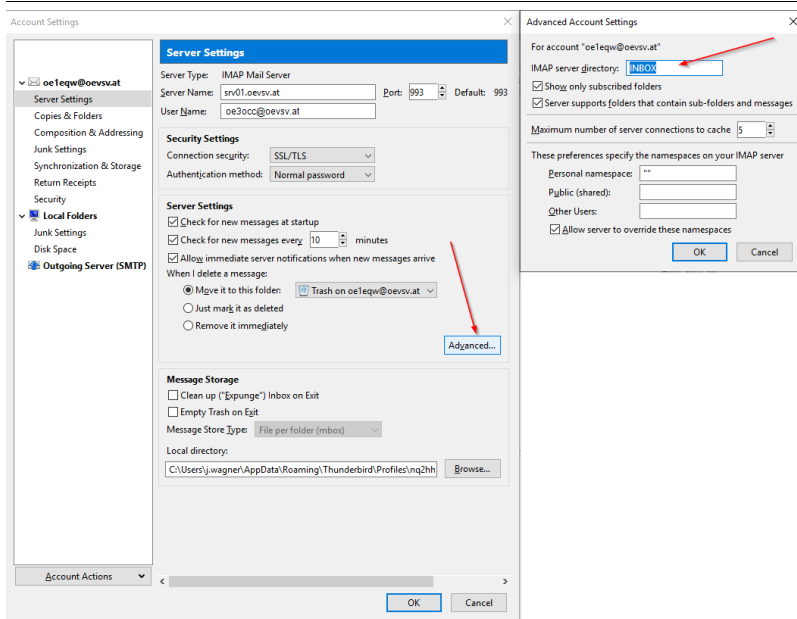 Account Settings
oe1eqw@oevsv.at
Server Settings
Copies & Folders
Composition & Addressing
Junk Settings
Synchronization & Storage
Return Receipts
Security
Local Folders
Junk Settings
Disk Space
Outgoing Server (SMTP)
Account Actions
Server Settings
Server Type: IMAP Mail Server
Server Name: srv01.oevsv.at Port: 993 Default: 993
User Name: oe3occ@oevsv.at
Security Settings
Connection security: SSL/TLS
Authentication method: Normal password
Server Settings
Check for new messages at startup
Check for new messages every 10 minutes
Allow immediate server notifications when new messages arrive
When I delete a message:
Move it to this folder: Trash on oe1eqw@oevsv.at
Just mark it as deleted
Remove it immediately
Advanced...
Message Storage
Clean up ("Expunge") Inbox on Exit
Empty Trash on Exit
Message Store Type: File per folder (mbox)
Local directory:
C:\Users\j.wagner\AppData\Roaming\Thunderbird\Profiles\nq2hh Browse...
OK Cancel
Advanced Account Settings
For account "oe1eqw@oevsv.at"
IMAP server directory: INBOX
Show only subscribed folders
Server supports folders that contain sub-folders and messages
Maximum number of server connections to cache 5
These preferences specify the namespaces on your IMAP server
Personal namespace: ""
Public (shared):
Other Users:
Allow server to override these namespaces
OK Cancel